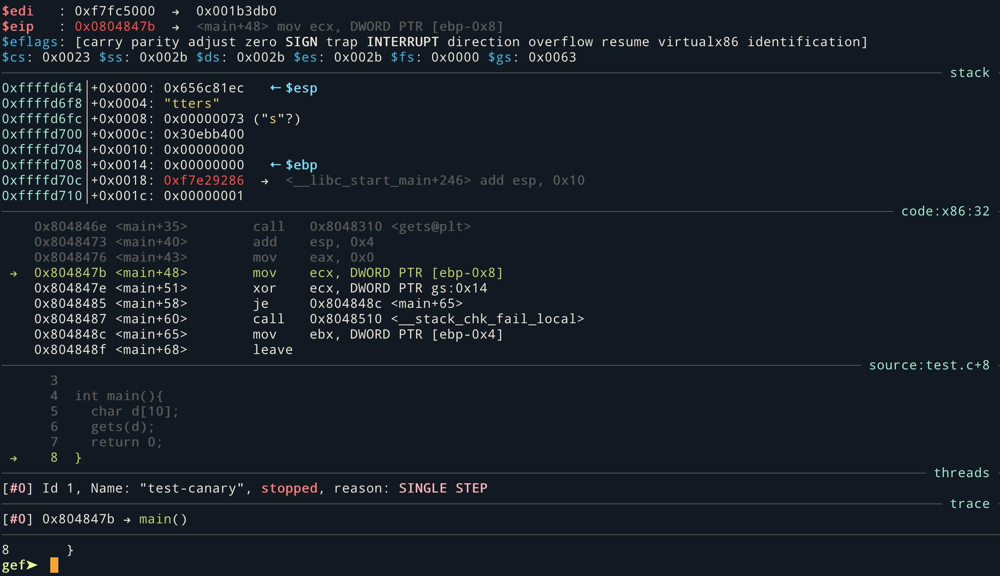 $edi   : 0xf7fc5000  →  0x001b3db0
$eip   : 0x0804847b  →  <main+48> mov ecx, DWORD PTR [ebp-0x8]
$eflags: [carry parity adjust zero SIGN trap INTERRUPT direction overflow resume virtualx86 identification]
$cs: 0x0023 $ss: 0x002b $ds: 0x002b $es: 0x002b $fs: 0x0000 $gs: 0x0063
stack
0xffffd6f4│+0x0000: 0x656c81ec   ← $esp
0xffffd6f8│+0x0004: "tters"
0xffffd6fc│+0x0008: 0x00000073 ("s"?)
0xffffd700│+0x000c: 0x30ebb400
0xffffd704│+0x0010: 0x00000000
0xffffd708│+0x0014: 0x00000000   ← $ebp
0xffffd70c│+0x0018: 0xf7e29286  →  <__libc_start_main+246> add esp, 0x10
0xffffd710│+0x001c: 0x00000001
code:x86:32
    0x804846e <main+35>        call   0x8048310 <gets@plt>
    0x8048473 <main+40>        add    esp, 0x4
    0x8048476 <main+43>        mov    eax, 0x0
 →  0x804847b <main+48>        mov    ecx, DWORD PTR [ebp-0x8]
    0x804847e <main+51>        xor    ecx, DWORD PTR gs:0x14
    0x8048485 <main+58>        je     0x804848c <main+65>
    0x8048487 <main+60>        call   0x8048510 <__stack_chk_fail_local>
    0x804848c <main+65>        mov    ebx, DWORD PTR [ebp-0x4]
    0x804848f <main+68>        leave
source:test.c+8
      3
      4  int main(){
      5    char d[10];
      6    gets(d);
      7    return 0;
 →    8  }
threads
[#0] Id 1, Name: "test-canary", stopped, reason: SINGLE STEP
trace
[#0] 0x804847b → main()
8       }
gef➤